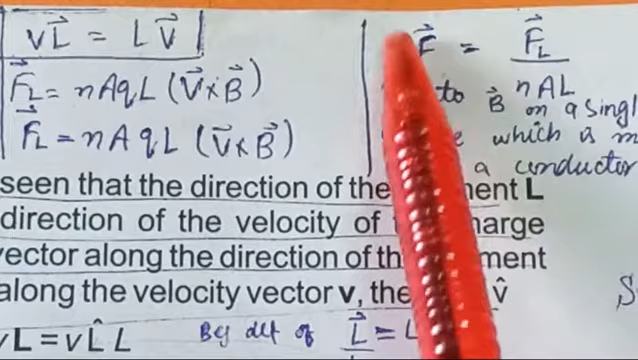 vL⃗ = L v⃗
F⃗L = nAqL (v⃗ × B⃗)
F⃗L = nAqL (v⃗ × B⃗)
F⃗ = F⃗L
nAL
to B⃗ on a singl
which is m
a conductor
seen that the direction of the ment L
direction of the velocity of harge
vector along the direction of th ment
along the velocity vector v, the v̂
vL = vL̂ L By def of L⃗ = L